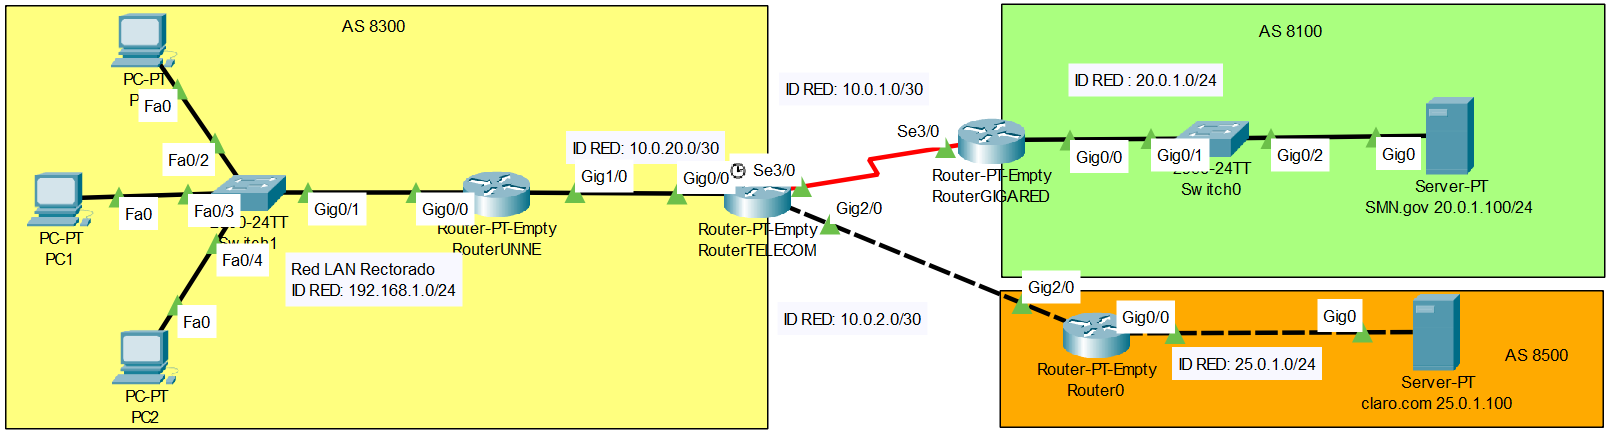 AS 8300
PC-PT
Fa0
Fa0/2
Fa0
PC-PT
PC1
Fa0/3
Fa0/4
Switch1
Gig0/1
Gig0/0
Router-PT-Empty
RouterUNNE
Red LAN Rectorado
ID RED: 192.168.1.0/24
Fa0
PC-PT
PC2
ID RED: 10.0.20.0/30
Gig1/0
Gig0/0
Se3/0
Gig2/0
Router-PT-Empty
RouterTELECOM
ID RED: 10.0.1.0/30
Se3/0
ID RED: 10.0.2.0/30
AS 8100
ID RED : 20.0.1.0/24
Router-PT-Empty
RouterGIGARED
Gig0/0
Gig0/1
Switch0
Gig0/2
Gig0
Server-PT
SMN.gov 20.0.1.100/24
Gig2/0
Gig0/0
Router-PT-Empty
Router0
ID RED: 25.0.1.0/24
Gig0
AS 8500
Server-PT
claro.com 25.0.1.100